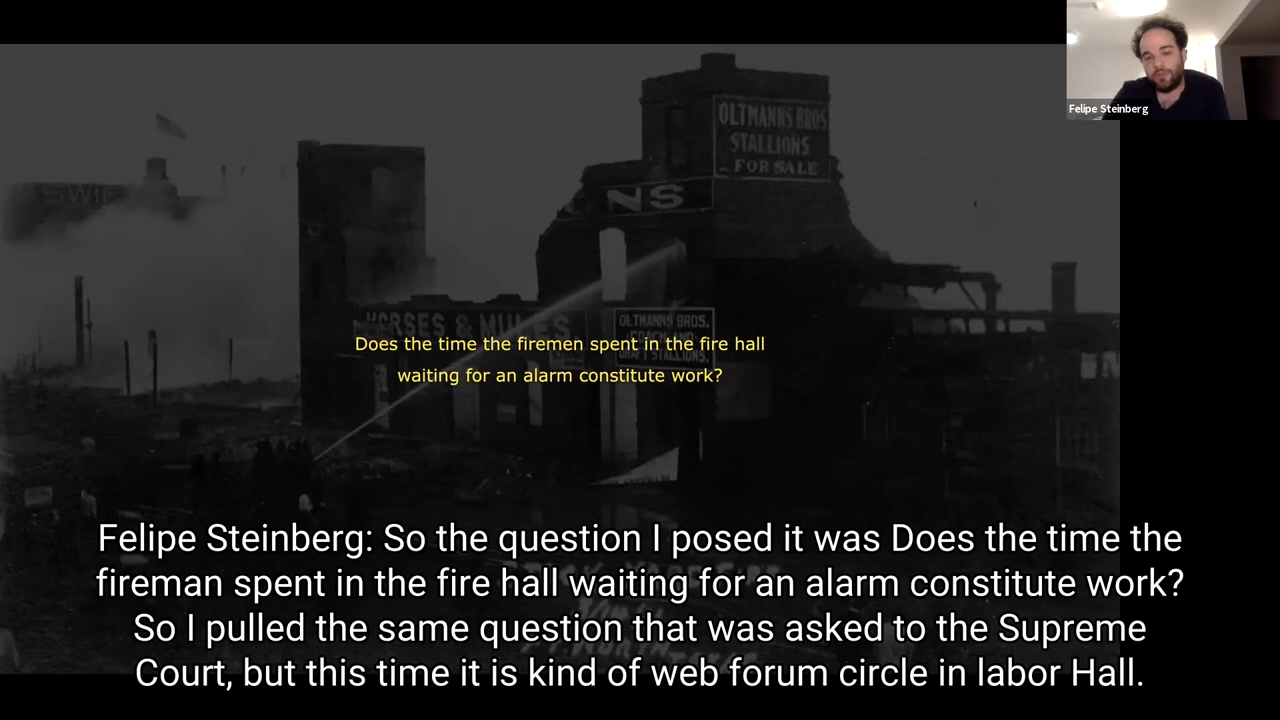 OLTMANNS BROS
STALLIONS
FOR SALE
NS
HORSES & MULES
OLTMANNS BROS.
STALLIONS.
Does the time the firemen spent in the fire hall
waiting for an alarm constitute work?
Felipe Steinberg
Felipe Steinberg: So the question I posed it was Does the time the
fireman spent in the fire hall waiting for an alarm constitute work?
So I pulled the same question that was asked to the Supreme
Court, but this time it is kind of web forum circle in labor Hall.